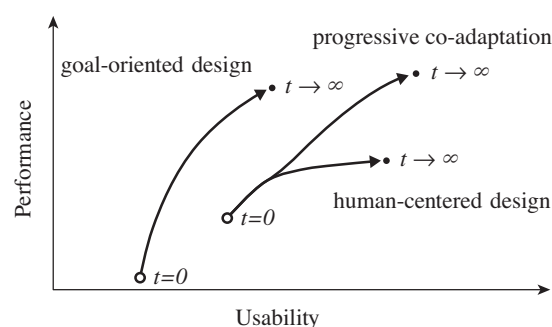 progressive co-adaptation
goal-oriented design
t → ∞
t → ∞
t → ∞
Performance
human-centered design
t=0
t=0
Usability